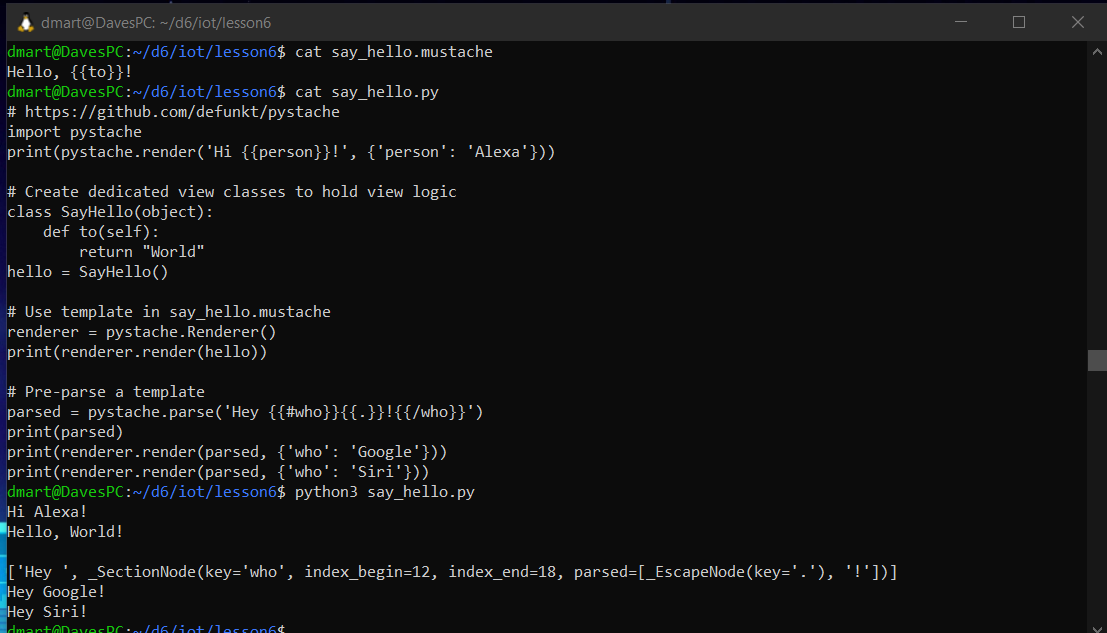 dmart@DavesPC: ~/d6/iot/lesson6
dmart@DavesPC:~/d6/iot/lesson6$ cat say_hello.mustache
Hello, {{to}}!
dmart@DavesPC:~/d6/iot/lesson6$ cat say_hello.py
# https://github.com/defunkt/pystache
import pystache
print(pystache.render('Hi {{person}}!', {'person': 'Alexa'}))

# Create dedicated view classes to hold view logic
class SayHello(object):
    def to(self):
        return "World"
hello = SayHello()

# Use template in say_hello.mustache
renderer = pystache.Renderer()
print(renderer.render(hello))

# Pre-parse a template
parsed = pystache.parse('Hey {{#who}}{{.}}!{{/who}}')
print(parsed)
print(renderer.render(parsed, {'who': 'Google'}))
print(renderer.render(parsed, {'who': 'Siri'}))
dmart@DavesPC:~/d6/iot/lesson6$ python3 say_hello.py
Hi Alexa!
Hello, World!

['Hey ', _SectionNode(key='who', index_begin=12, index_end=18, parsed=[_EscapeNode(key='.'), '!'])]
Hey Google!
Hey Siri!
dmart@DavesPC:~/d6/iot/lesson6$